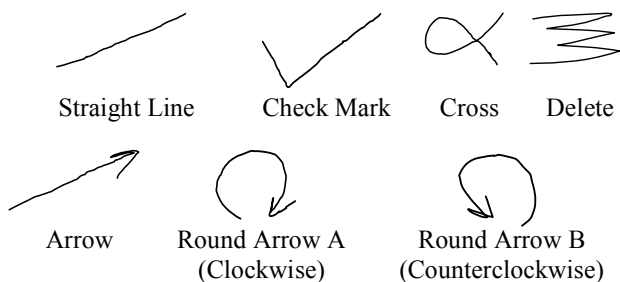 Straight Line Check Mark Cross Delete
Arrow Round Arrow A Round Arrow B
(Clockwise) (Counterclockwise)